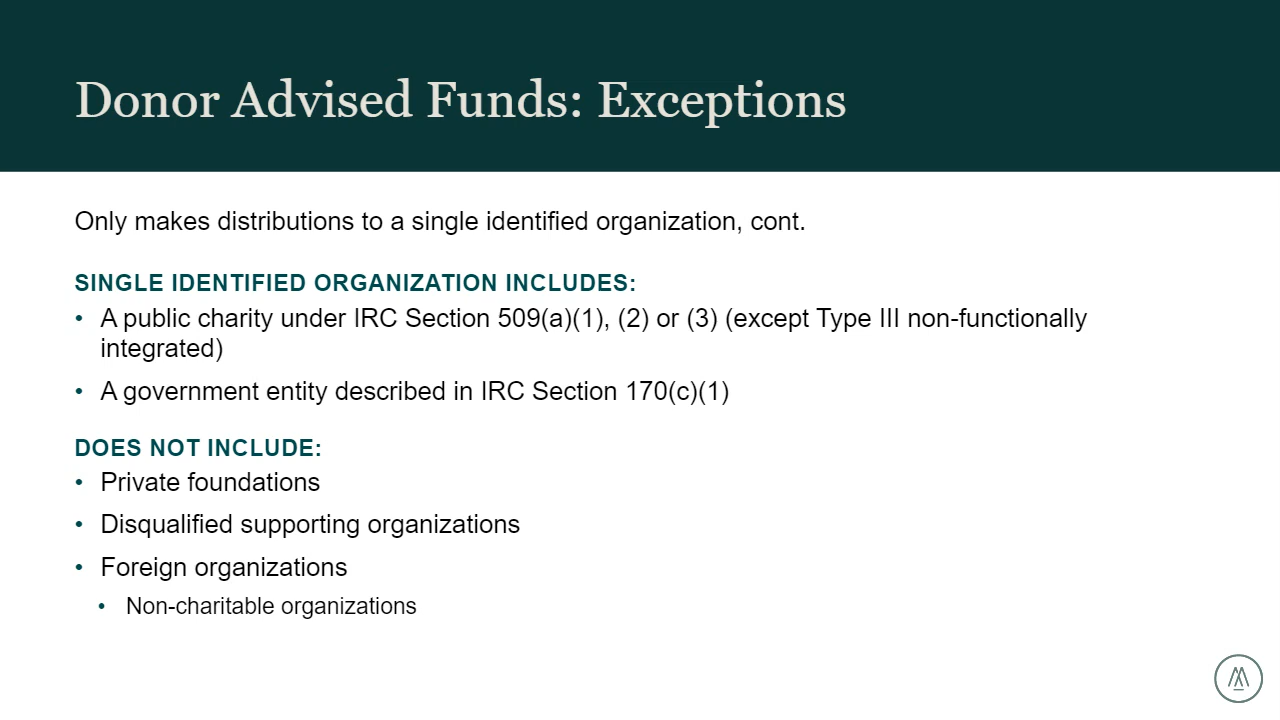 Donor Advised Funds: Exceptions
Only makes distributions to a single identified organization, cont.
SINGLE IDENTIFIED ORGANIZATION INCLUDES:
• A public charity under IRC Section 509(a)(1), (2) or (3) (except Type III non-functionally
integrated)
• A government entity described in IRC Section 170(c)(1)
DOES NOT INCLUDE:
• Private foundations
• Disqualified supporting organizations
• Foreign organizations
• Non-charitable organizations